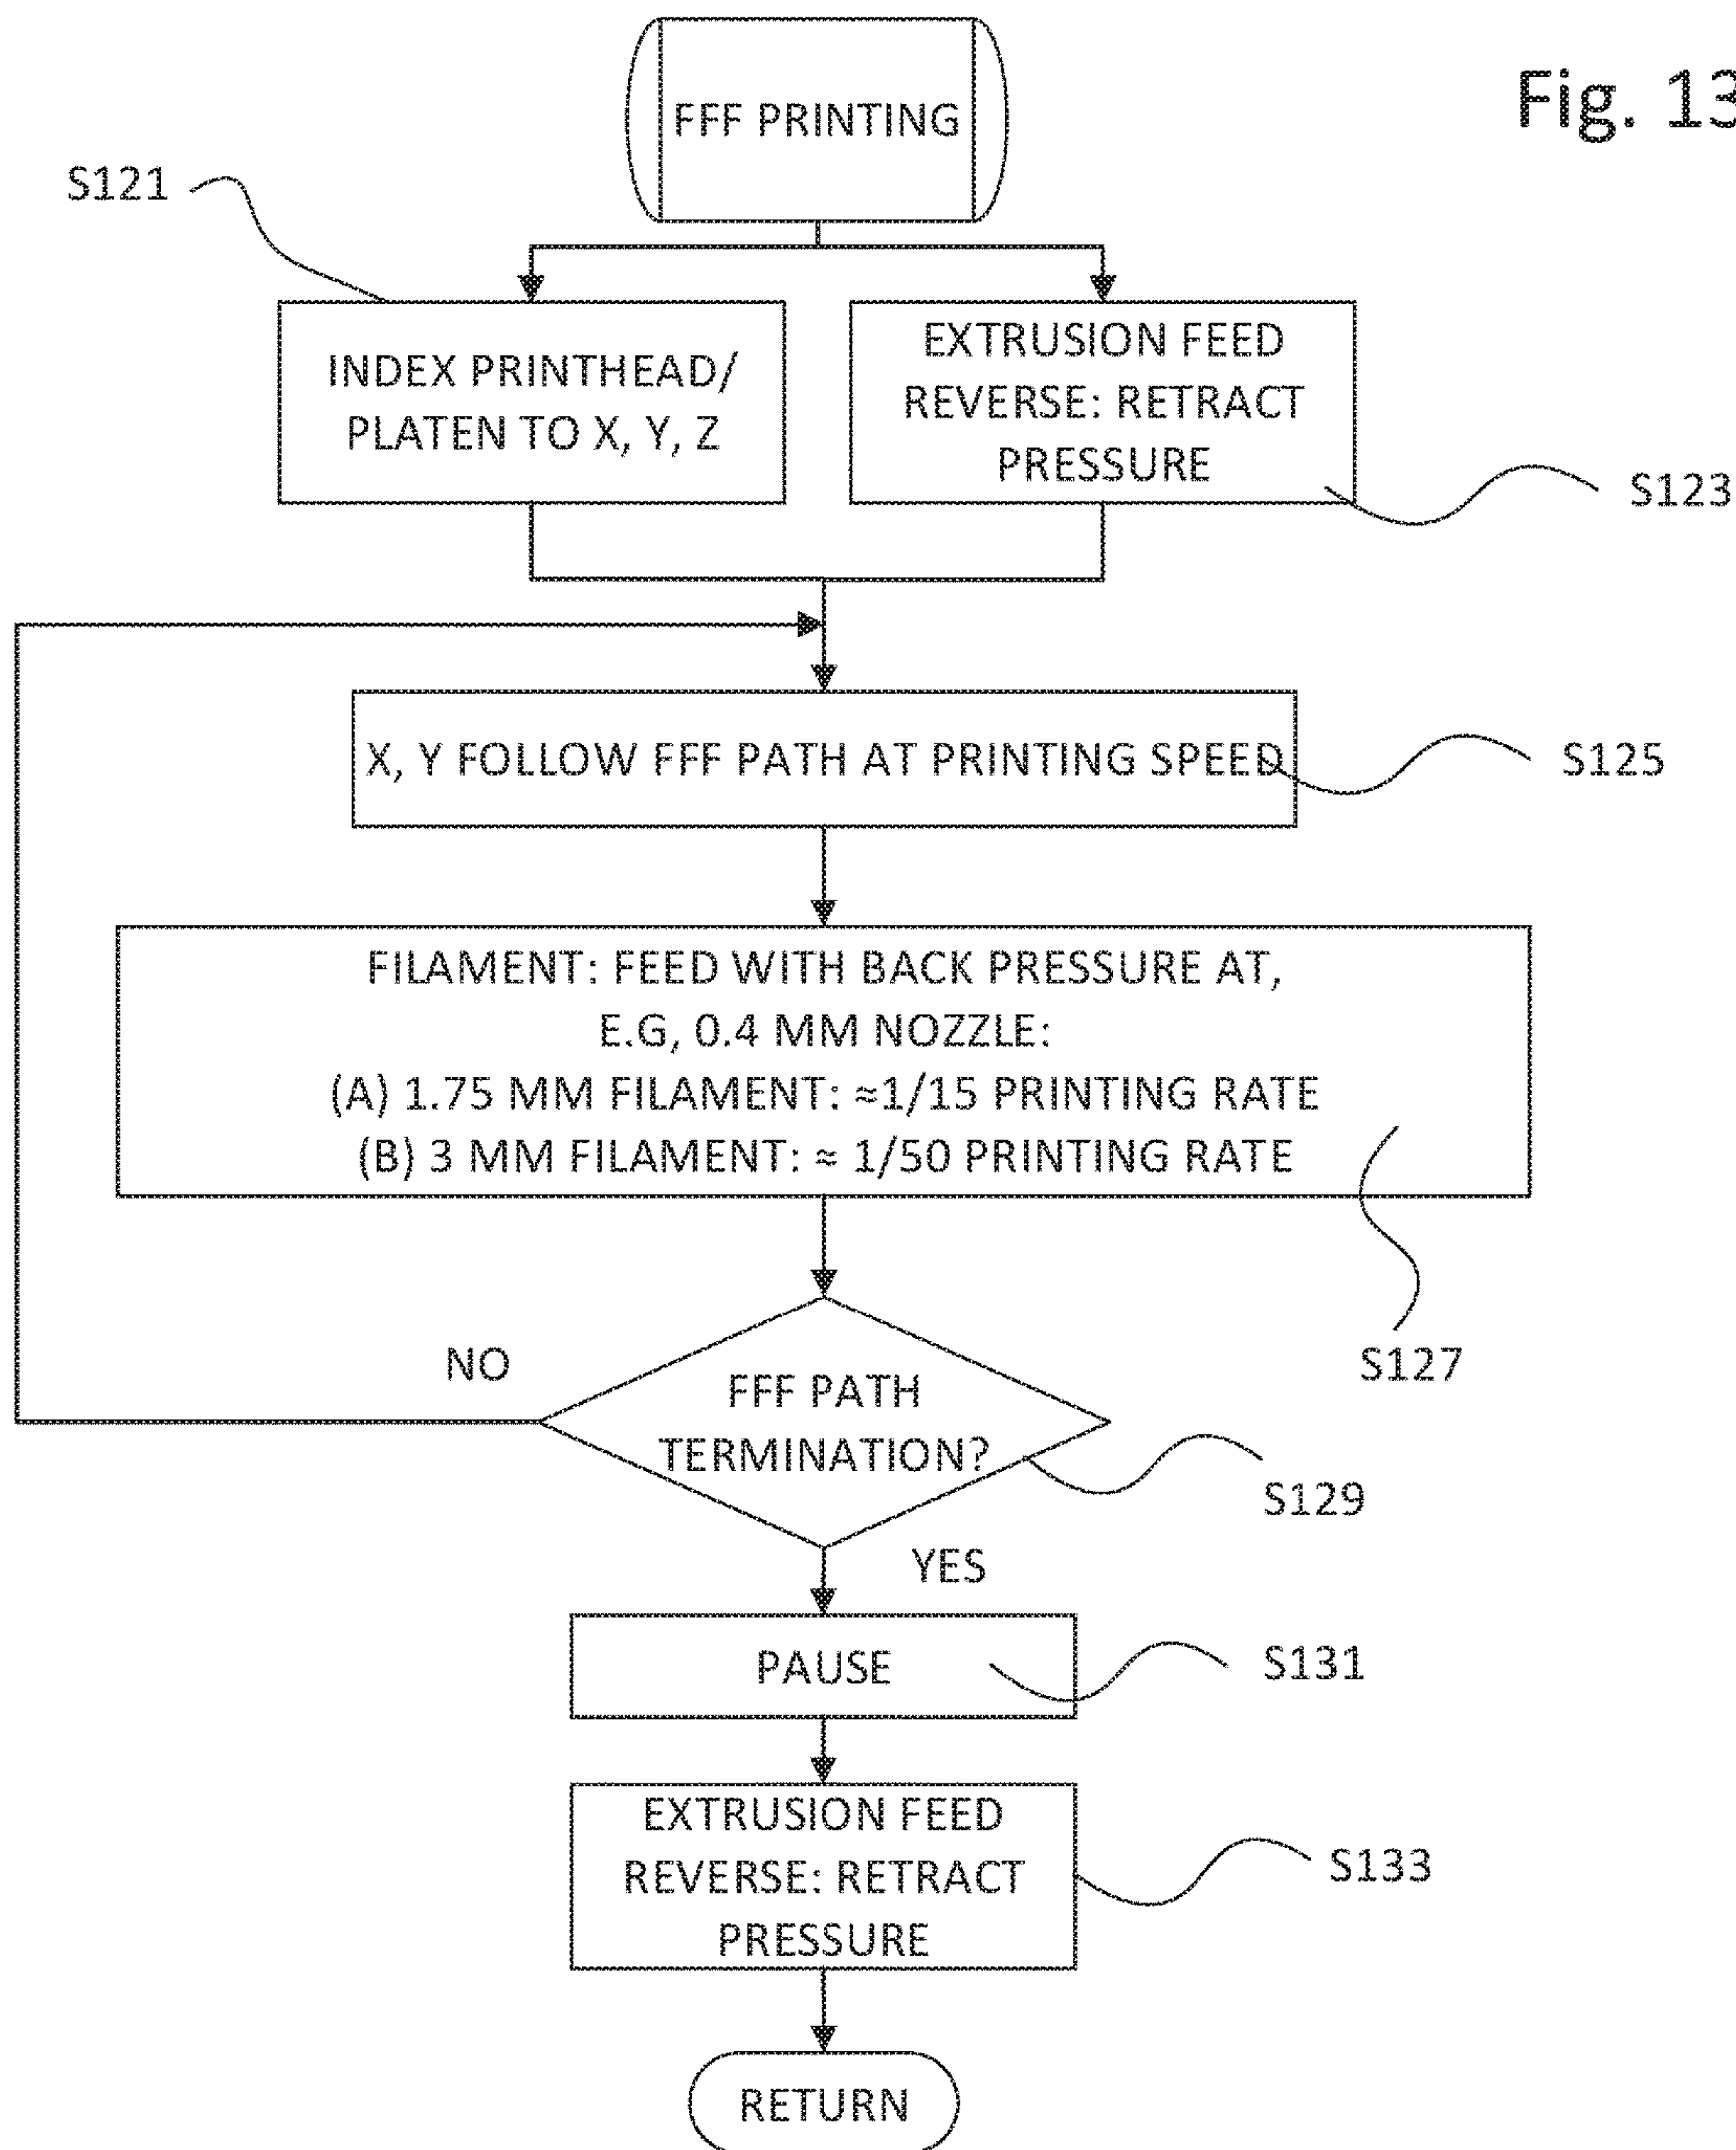 Fig. 13
FFF PRINTING
S121
INDEX PRINTHEAD/
PLATEN TO X, Y, Z
EXTRUSION FEED
REVERSE: RETRACT
PRESSURE
S123
X, Y FOLLOW FFF PATH AT PRINTING SPEED
S125
FILAMENT: FEED WITH BACK PRESSURE AT,
E.G, 0.4 MM NOZZLE:
(A) 1.75 MM FILAMENT: ≈1/15 PRINTING RATE
(B) 3 MM FILAMENT: ≈ 1/50 PRINTING RATE
S127
NO
FFF PATH
TERMINATION?
S129
YES
PAUSE
S131
EXTRUSION FEED
REVERSE: RETRACT
PRESSURE
S133
RETURN